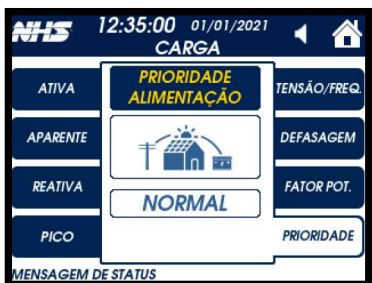 NHS 12:35:00 01/01/2021
CARGA
ATIVA
APARENTE
REATIVA
PICO
PRIORIDADE
ALIMENTAÇÃO
NORMAL
TENSÃO/FREQ.
DEFASAGEM
FATOR POT.
PRIORIDADE
MENSAGEM DE STATUS